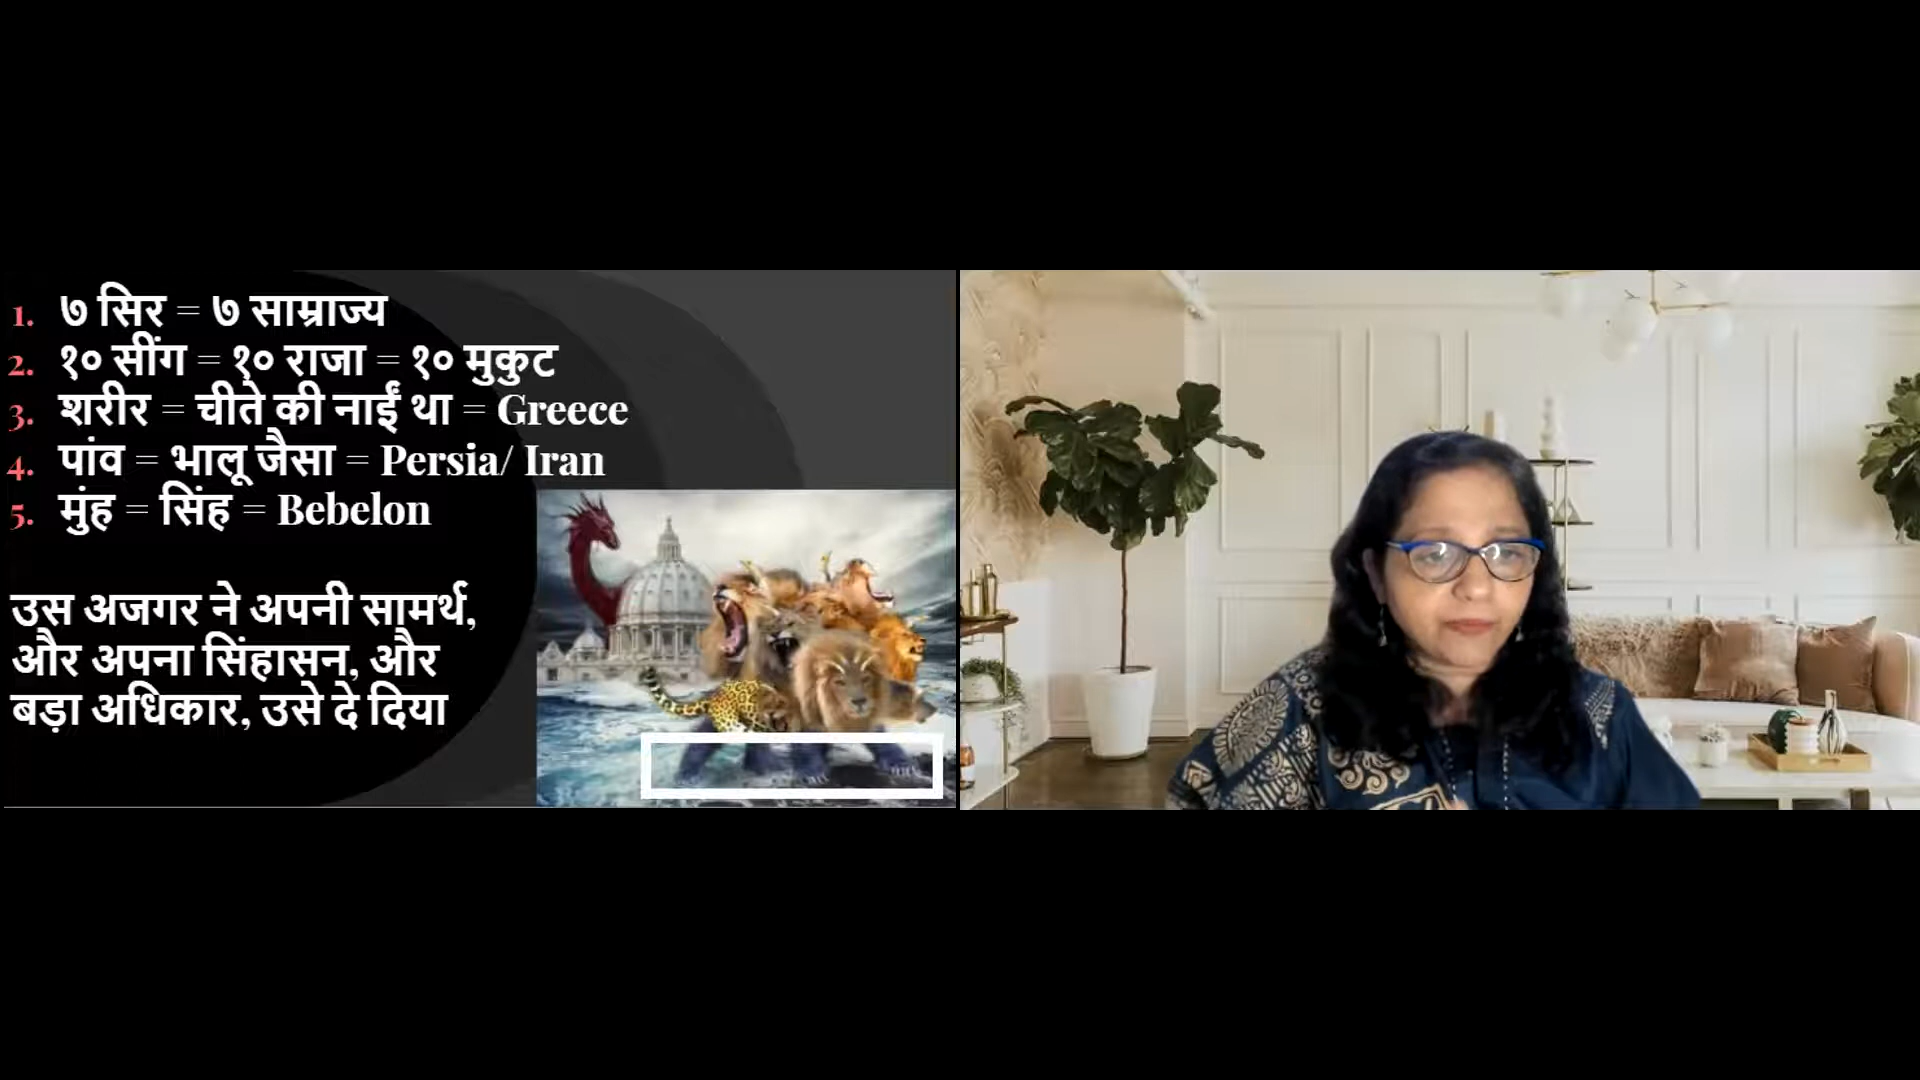 1. ७ सिर = ७ साम्राज्य
2. १० सींग = १० राजा = १० मुकुट
3. शरीर = चीते की नाईं था = Greece
4. पांव = भालू जैसा = Persia/ Iran
5. मुंह = सिंह = Bebelon
उस अजगर ने अपनी सामर्थ,
और अपना सिंहासन, और
बड़ा अधिकार, उसे दे दिया